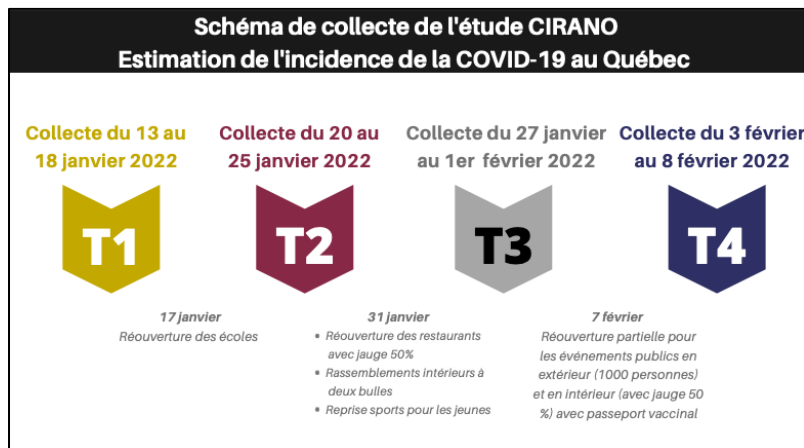 Schéma de collecte de l'étude CIRANO
Estimation de l'incidence de la COVID-19 au Québec
Collecte du 13 au
18 janvier 2022
Collecte du 20 au
25 janvier 2022
Collecte du 27 janvier
au 1er février 2022
Collecte du 3 février
au 8 février 2022
T1
T2
T3
T4
17 janvier
Réouverture des écoles
31 janvier
• Réouverture des restaurants
avec jauge 50%
• Rassemblements intérieurs à
deux bulles
• Reprise sports pour les jeunes
7 février
Réouverture partielle pour
les événements publics en
extérieur (1000 personnes)
et en intérieur (avec jauge 50
%) avec passeport vaccinal